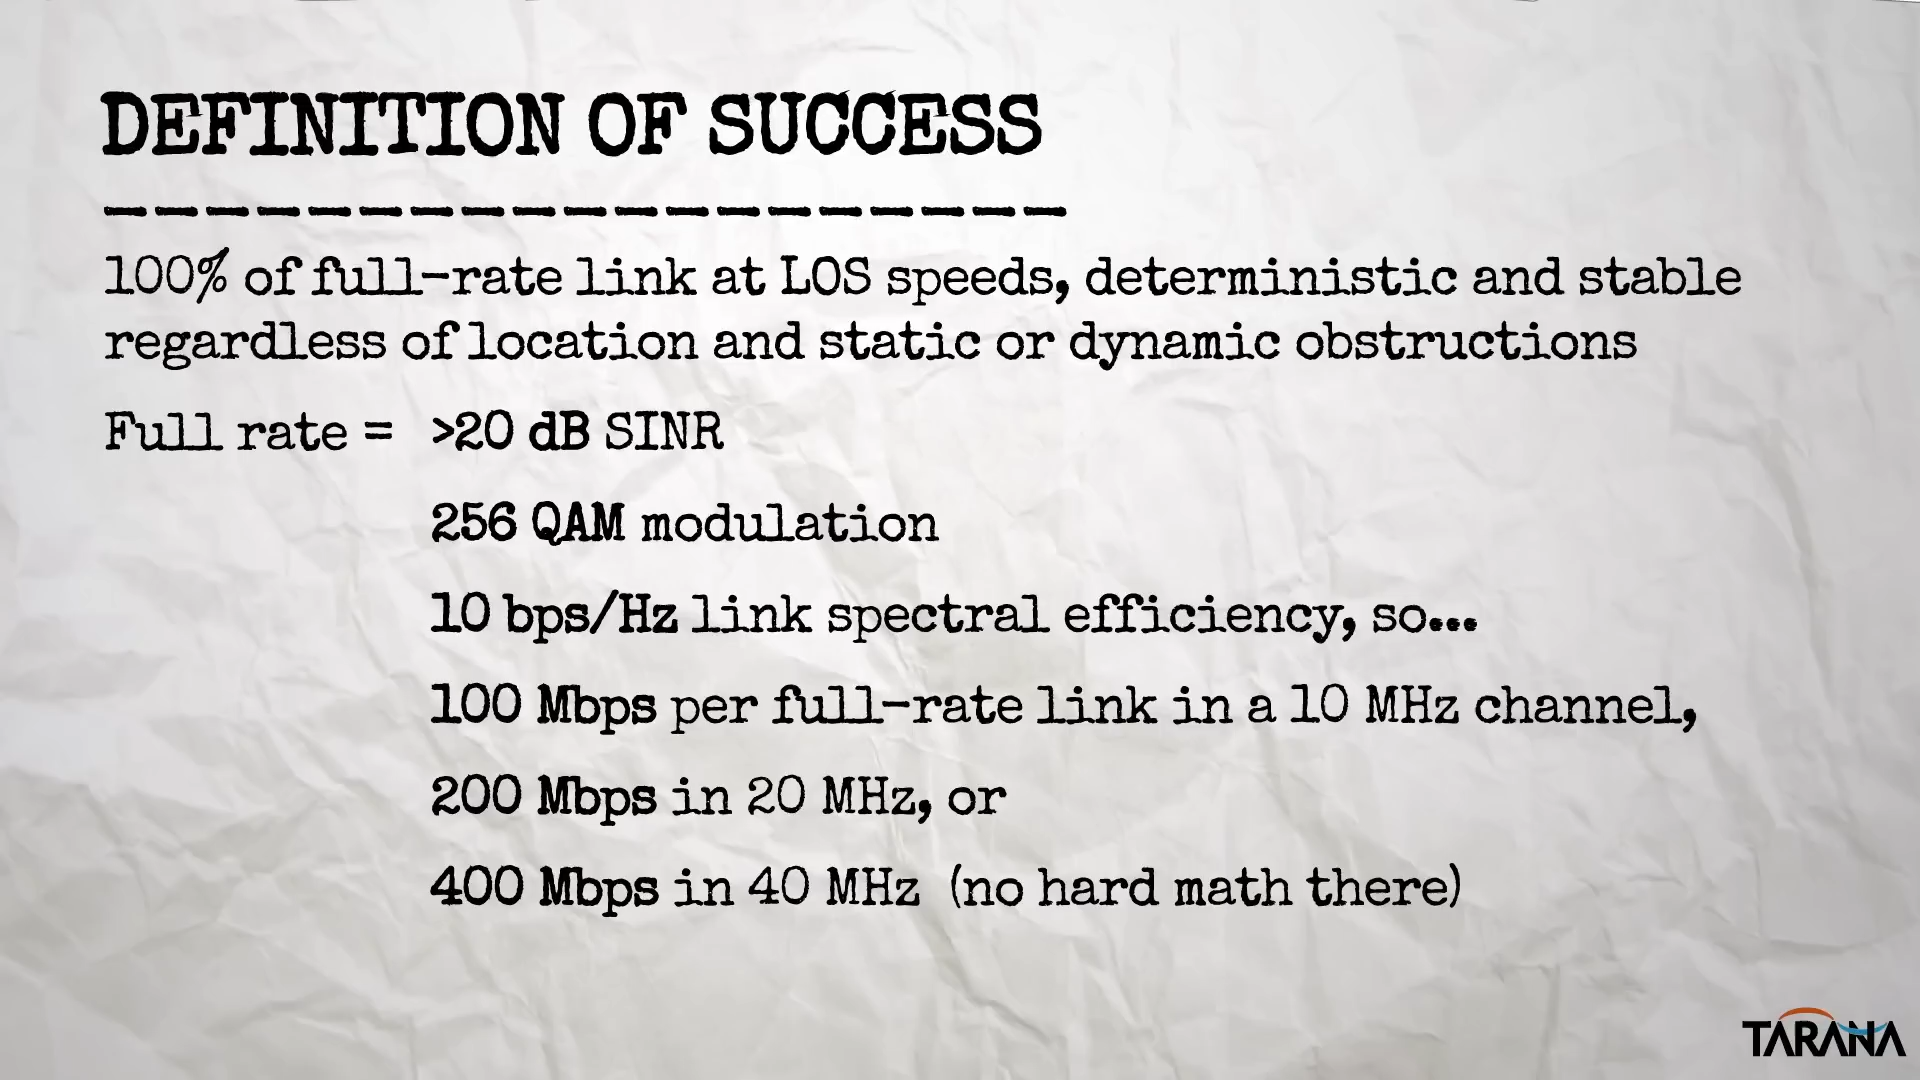 DEFINITION OF SUCCESS
100% of full-rate link at LOS speeds, deterministic and stable
regardless of location and static or dynamic obstructions
Full rate = >20 dB SINR
256 QAM modulation
10 bps/Hz link spectral efficiency, so...
100 Mbps per full-rate link in a 10 MHz channel,
200 Mbps in 20 MHz, or
400 Mbps in 40 MHz (no hard math there)
TARANA